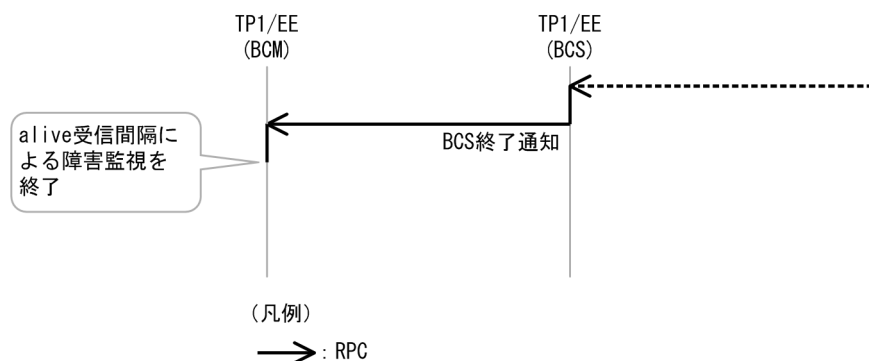 TP1/EE
(BCM)
TP1/EE
(BCS)
alive受信間隔に
よる障害監視を
終了
BCS終了通知
(凡例)
: RPC